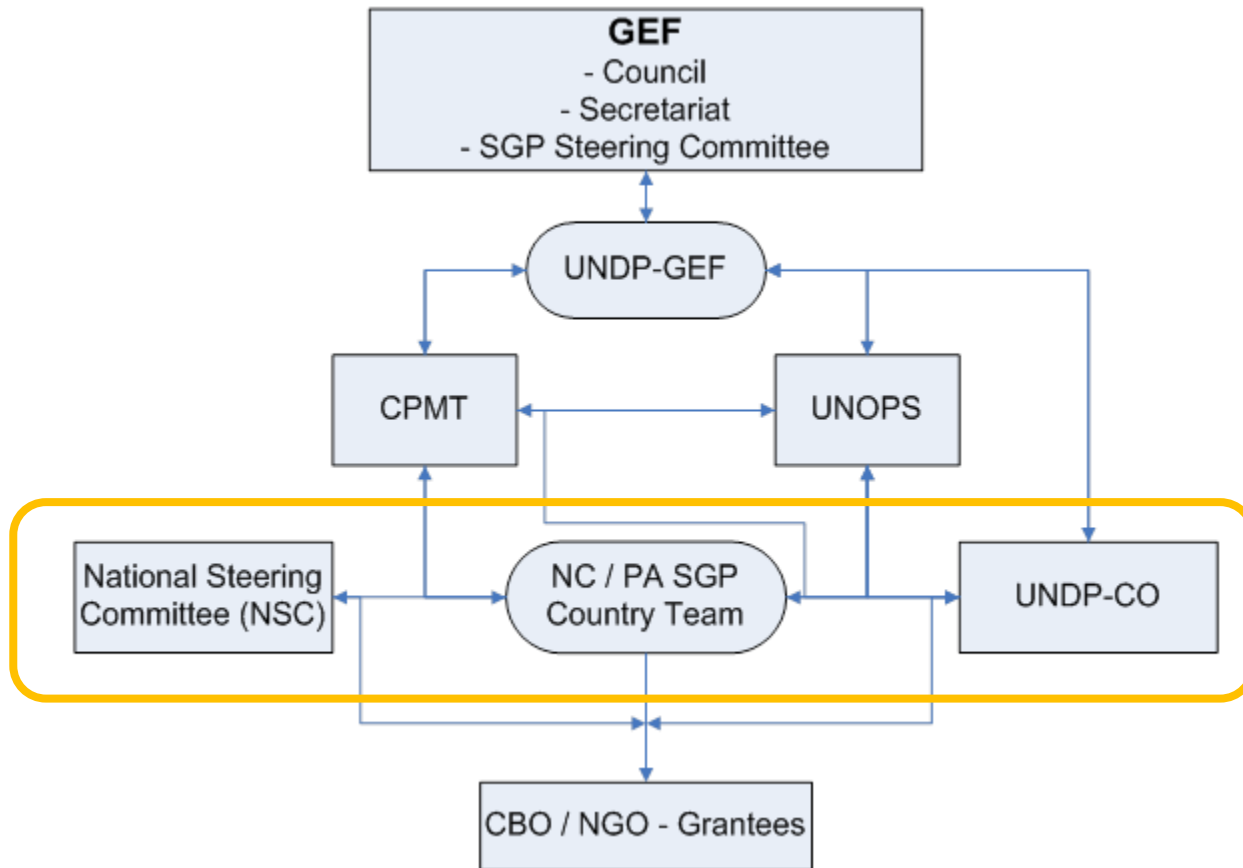 GEF
- Council
- Secretariat
- SGP Steering Committee
UNDP-GEF
CPMT
UNOPS
National Steering
Committee (NSC)
NC / PA SGP
Country Team
UNDP-CO
CBO / NGO - Grantees